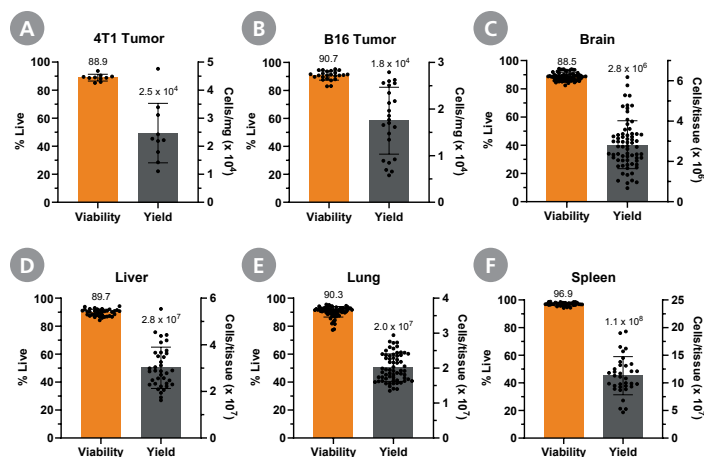 A
4T1 Tumor
88.9
2.5 x 10⁴
100
80
60
40
20
0
5
4
3
2
1
0
% Live
Cells/mg (x 10⁴)
Viability
Yield
B
B16 Tumor
90.7
1.8 x 10⁴
100
80
60
40
20
0
3
2
1
0
% Live
Cells/mg (x 10⁴)
Viability
Yield
C
Brain
88.5
2.8 x 10⁶
100
80
60
40
20
0
6
4
2
0
% Live
Cells/tissue (x 10⁶)
Viability
Yield
D
Liver
89.7
2.8 x 10⁷
100
80
60
40
20
0
6
5
4
3
2
1
0
% Live
Cells/tissue (x 10⁷)
Viability
Yield
E
Lung
90.3
2.0 x 10⁷
100
80
60
40
20
0
4
3
2
1
0
% Live
Cells/tissue (x 10⁷)
Viability
Yield
F
Spleen
96.9
1.1 x 10⁸
100
80
60
40
20
0
25
20
15
10
5
0
% Live
Cells/tissue (x 10⁷)
Viability
Yield